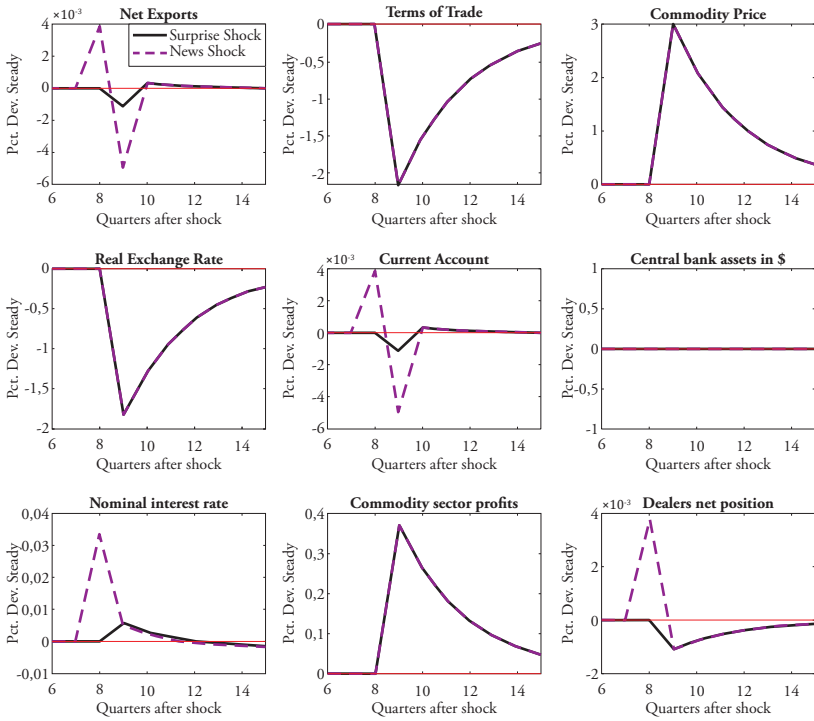 Net Exports
Terms of Trade
Commodity Price
×10⁻³
Surprise Shock
News Shock
Pct. Dev. Steady
4
2
0
-2
-4
-6
6 8 10 12 14
Quarters after shock
Pct. Dev. Steady
0
-0,5
-1
-1,5
-2
6 8 10 12 14
Quarters after shock
Pct. Dev. Steady
3
2
1
0
6 8 10 12 14
Quarters after shock
Real Exchange Rate
Current Account
Central bank assets in $
Pct. Dev. Steady
0
-0,5
-1
-1,5
-2
6 8 10 12 14
Quarters after shock
×10⁻³
Pct. Dev. Steady
4
2
0
-2
-4
-6
6 8 10 12 14
Quarters after shock
Pct. Dev. Steady
1
0,5
0
-0,5
-1
6 8 10 12 14
Quarters after shock
Nominal interest rate
Commodity sector profits
Dealers net position
Pct. Dev. Steady
0,04
0,03
0,02
0,01
0
-0,01
6 8 10 12 14
Quarters after shock
Pct. Dev. Steady
0,4
0,3
0,2
0,1
0
6 8 10 12 14
Quarters after shock
×10⁻³
Pct. Dev. Steady
4
2
0
-2
6 8 10 12 14
Quarters after shock